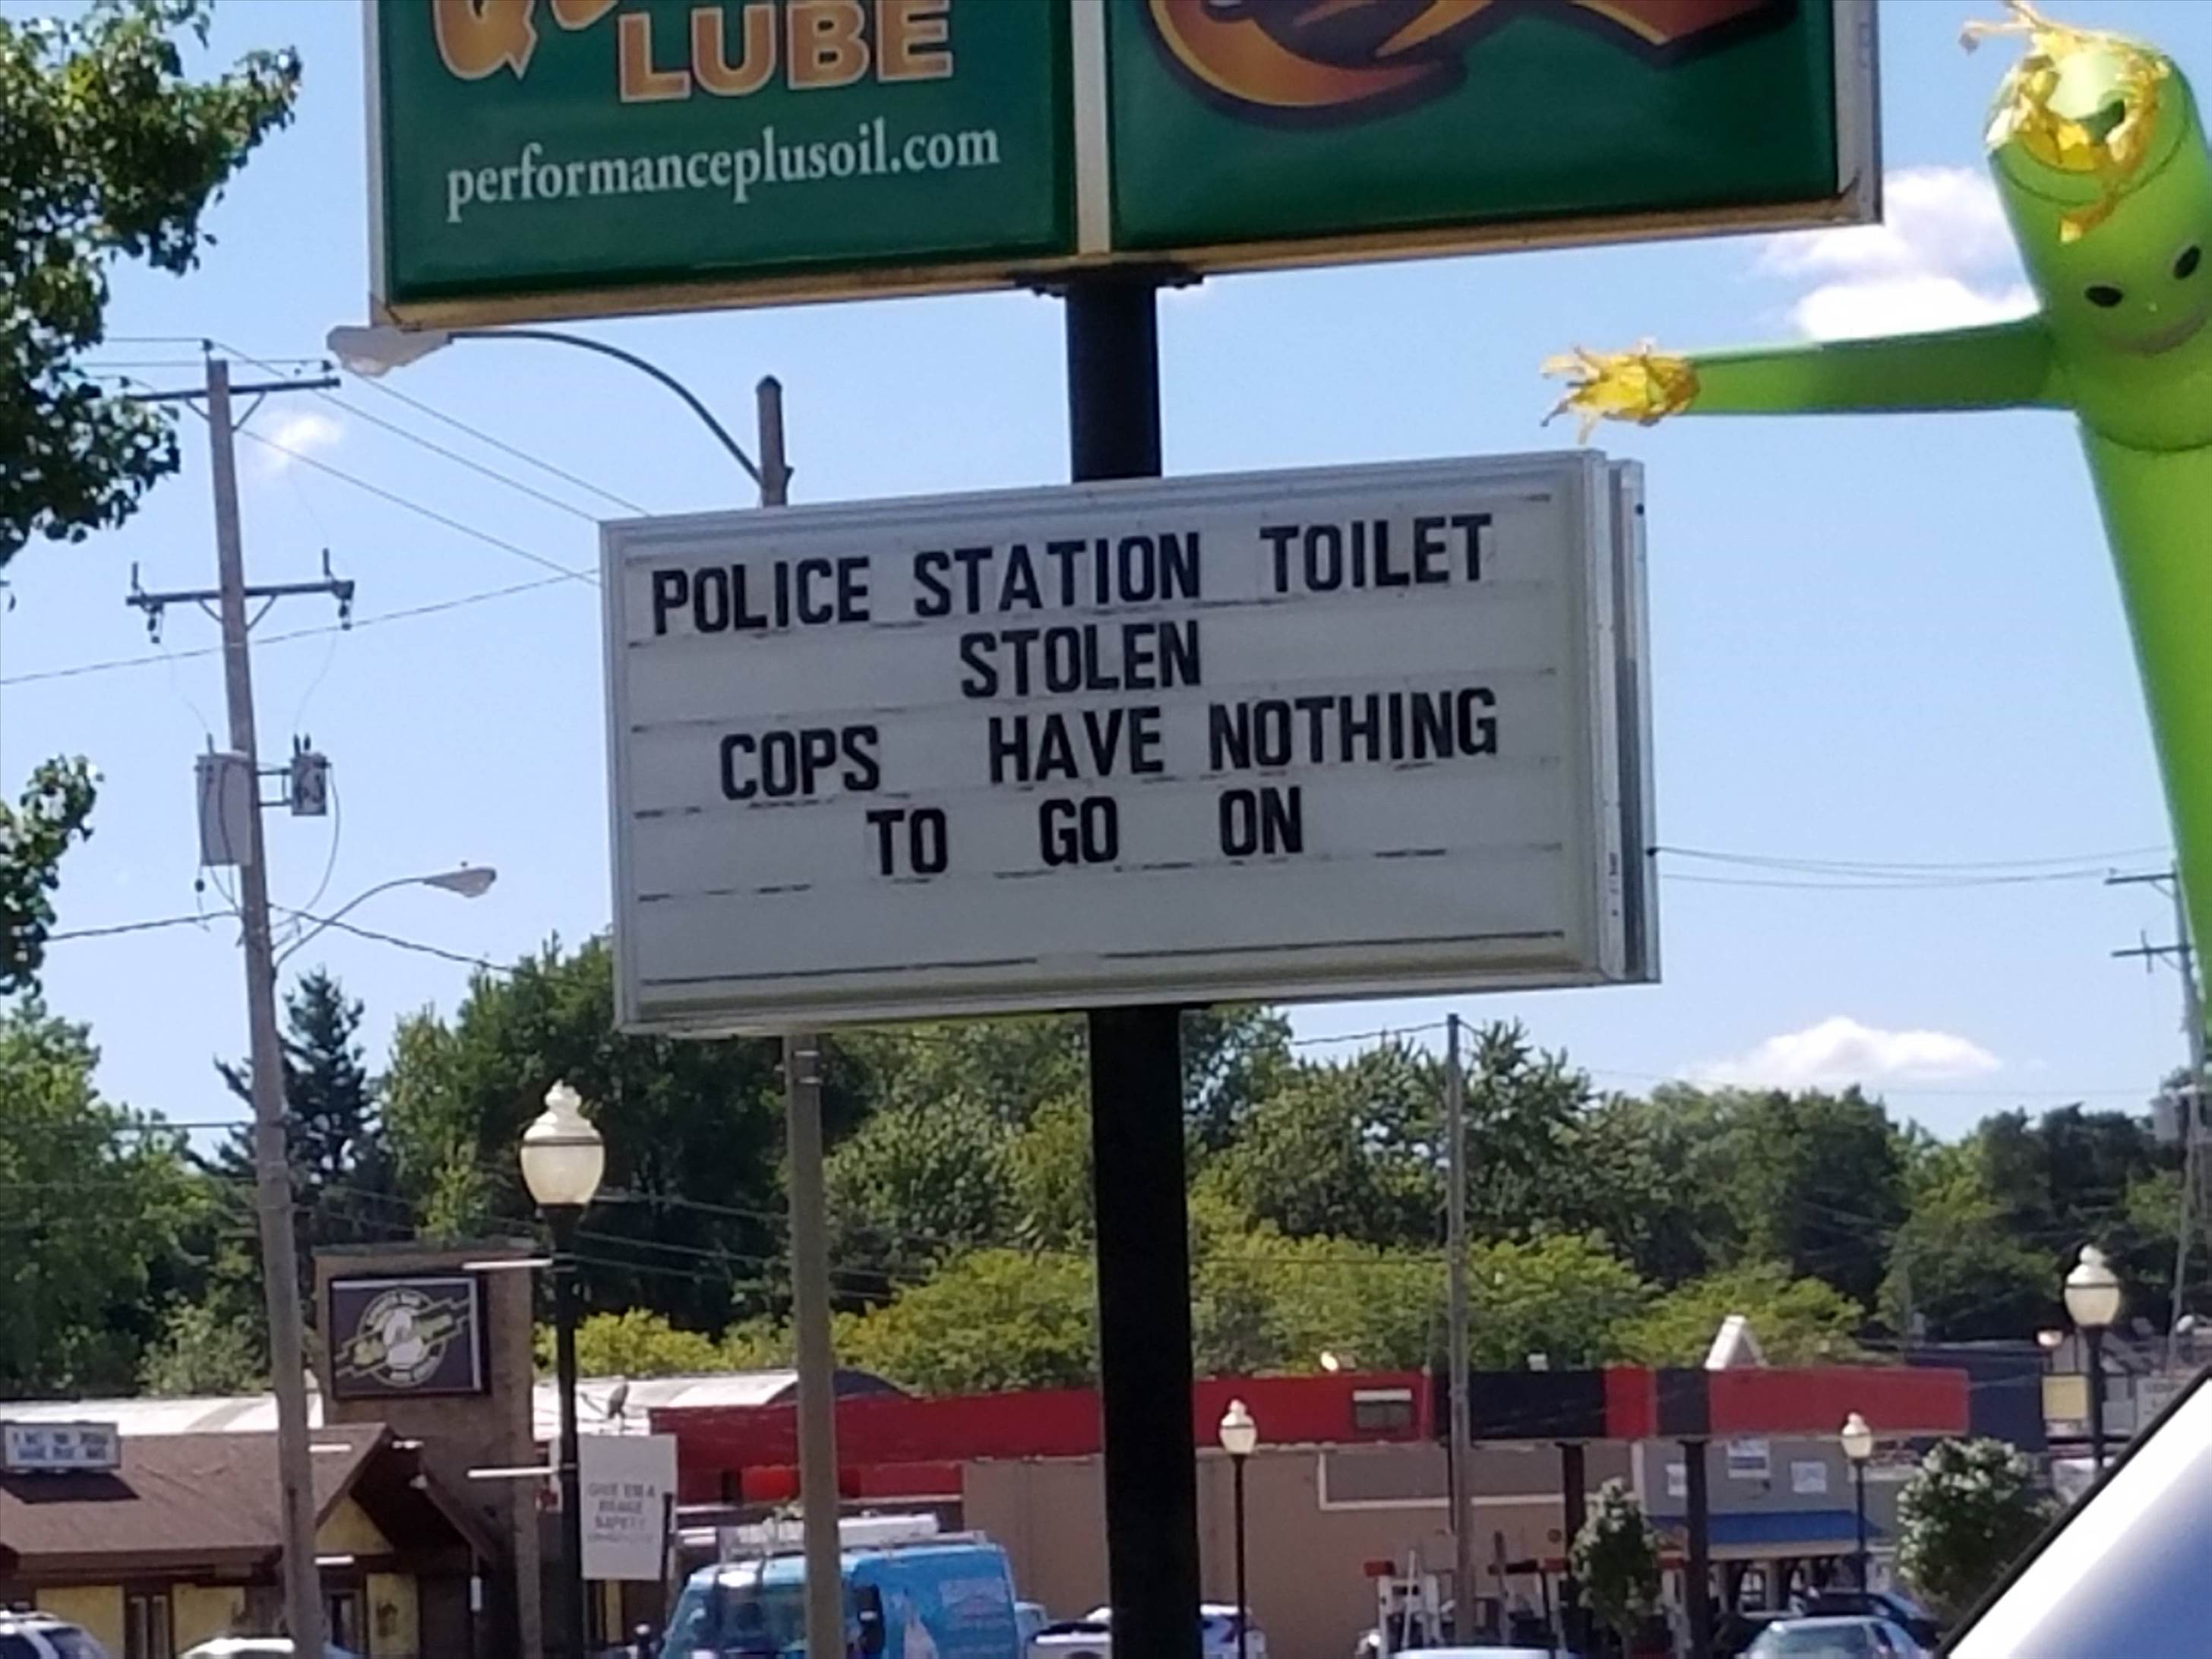 LUBE
performanceplusoil.com
POLICE STATION TOILET
STOLEN
COPS HAVE NOTHING
TO GO ON